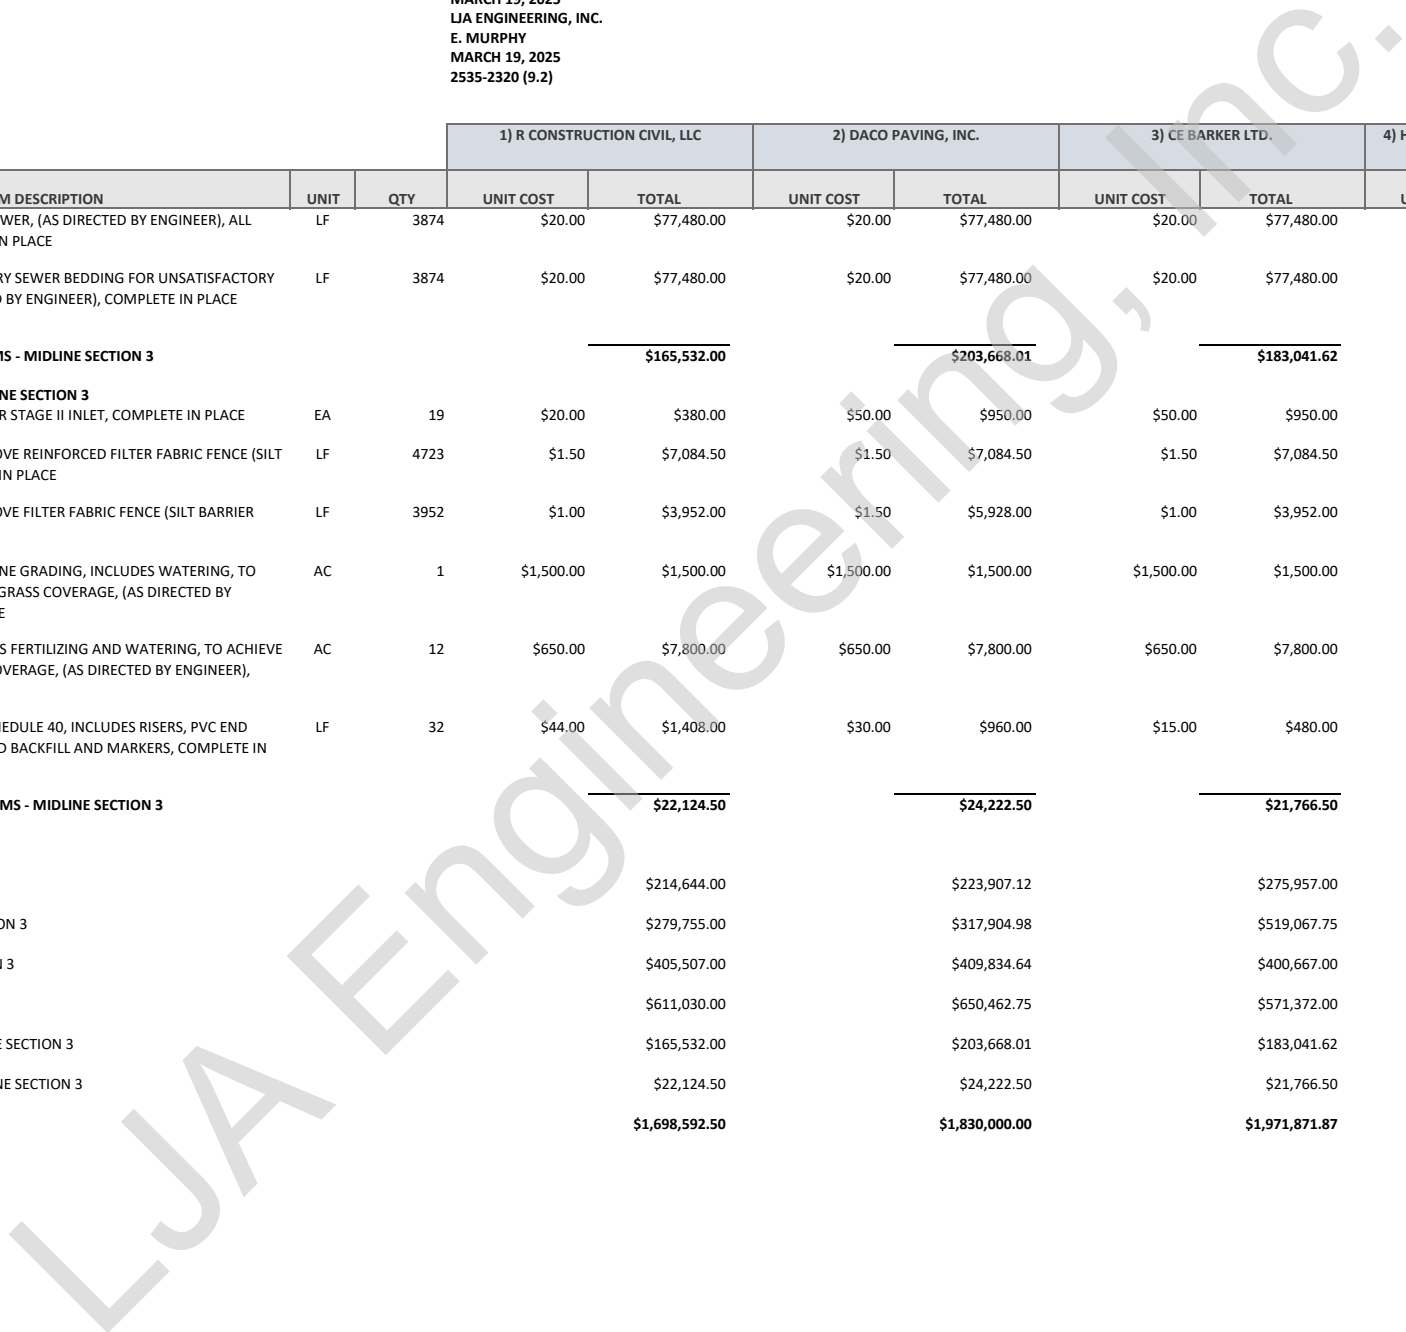 MARCH 19, 2025
LJA ENGINEERING, INC.
E. MURPHY
MARCH 19, 2025
2535-2320 (9.2)
1) R CONSTRUCTION CIVIL, LLC 2) DACO PAVING, INC. 3) CE BARKER LTD. 4) H
M DESCRIPTION UNIT QTY UNIT COST TOTAL UNIT COST TOTAL UNIT COST TOTAL U
EWER, (AS DIRECTED BY ENGINEER), ALL LF 3874 $20.00 $77,480.00 $20.00 $77,480.00 $20.00 $77,480.00
N PLACE
RY SEWER BEDDING FOR UNSATISFACTORY LF 3874 $20.00 $77,480.00 $20.00 $77,480.00 $20.00 $77,480.00
D BY ENGINEER), COMPLETE IN PLACE
MS - MIDLINE SECTION 3 $165,532.00 $203,668.01 $183,041.62
NE SECTION 3
R STAGE II INLET, COMPLETE IN PLACE EA 19 $20.00 $380.00 $50.00 $950.00 $50.00 $950.00
OVE REINFORCED FILTER FABRIC FENCE (SILT LF 4723 $1.50 $7,084.50 $1.50 $7,084.50 $1.50 $7,084.50
IN PLACE
OVE FILTER FABRIC FENCE (SILT BARRIER LF 3952 $1.00 $3,952.00 $1.50 $5,928.00 $1.00 $3,952.00
NE GRADING, INCLUDES WATERING, TO AC 1 $1,500.00 $1,500.00 $1,500.00 $1,500.00 $1,500.00 $1,500.00
GRASS COVERAGE, (AS DIRECTED BY
E
S FERTILIZING AND WATERING, TO ACHIEVE AC 12 $650.00 $7,800.00 $650.00 $7,800.00 $650.00 $7,800.00
OVERAGE, (AS DIRECTED BY ENGINEER),
HEDULE 40, INCLUDES RISERS, PVC END LF 32 $44.00 $1,408.00 $30.00 $960.00 $15.00 $480.00
D BACKFILL AND MARKERS, COMPLETE IN
MS - MIDLINE SECTION 3 $22,124.50 $24,222.50 $21,766.50
$214,644.00 $223,907.12 $275,957.00
ON 3 $279,755.00 $317,904.98 $519,067.75
N 3 $405,507.00 $409,834.64 $400,667.00
$611,030.00 $650,462.75 $571,372.00
E SECTION 3 $165,532.00 $203,668.01 $183,041.62
NE SECTION 3 $22,124.50 $24,222.50 $21,766.50
$1,698,592.50 $1,830,000.00 $1,971,871.87
LJA Engineering, Inc.